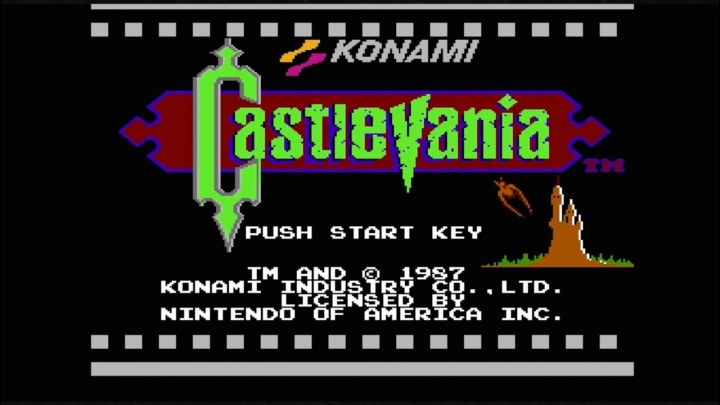 KONAMI
Castlevania
TM
PUSH START KEY
TM AND © 1987
KONAMI INDUSTRY CO.,LTD.
LICENSED BY
NINTENDO OF AMERICA INC.